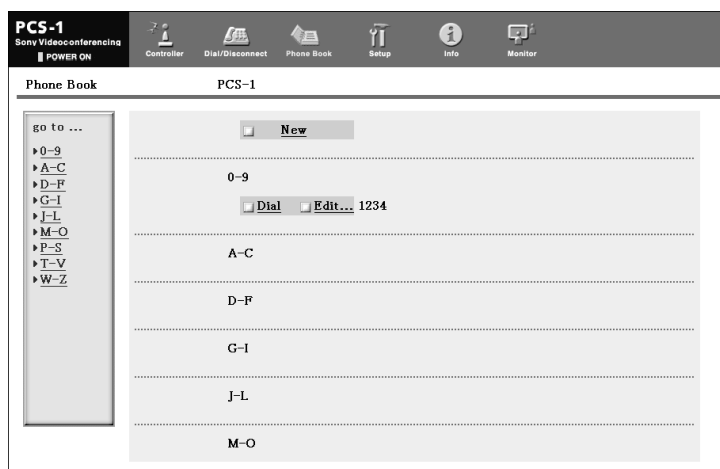 PCS-1
Sony Videoconferencing
POWER ON
Controller Dial/Disconnect Phone Book Setup Info Monitor
Phone Book PCS-1
go to ...
0-9
A-C
D-F
G-I
J-L
M-O
P-S
T-V
W-Z
New
0-9
Dial Edit... 1234
A-C
D-F
G-I
J-L
M-O